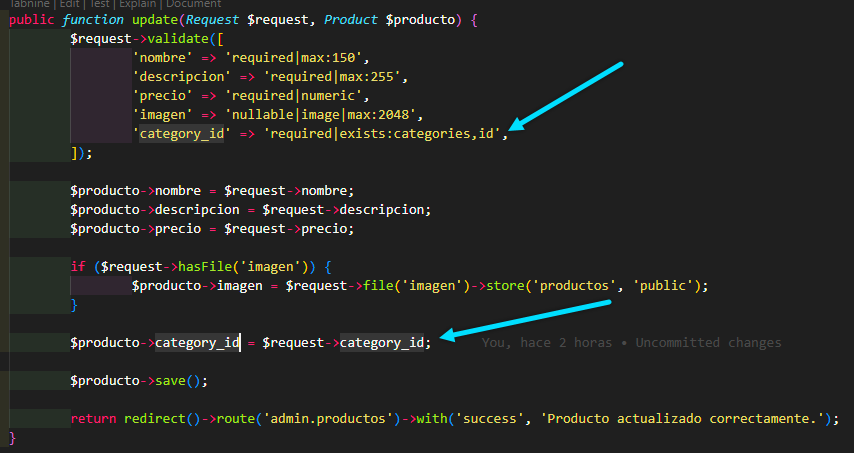 Tabnine | Edit | Test | Explain | Document
public function update(Request $request, Product $producto) {
$request->validate([
'nombre' => 'required|max:150',
'descripcion' => 'required|max:255',
'precio' => 'required|numeric',
'imagen' => 'nullable|image|max:2048',
'category_id' => 'required|exists:categories,id',
]);
$producto->nombre = $request->nombre;
$producto->descripcion = $request->descripcion;
$producto->precio = $request->precio;
if ($request->hasFile('imagen')) {
$producto->imagen = $request->file('imagen')->store('productos', 'public');
}
$producto->category_id = $request->category_id; You, hace 2 horas • Uncommitted changes
$producto->save();
return redirect()->route('admin.productos')->with('success', 'Producto actualizado correctamente.');
}